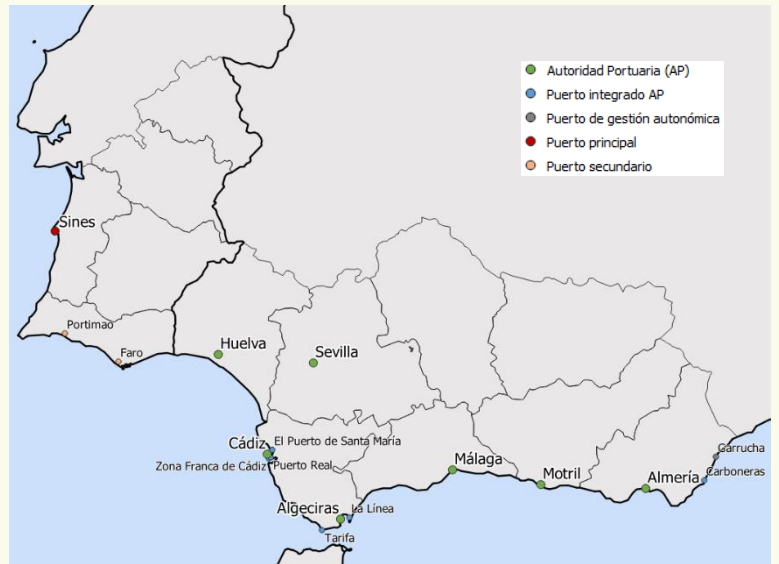 Autoridad Portuaria (AP)
Puerto integrado AP
Puerto de gestión autonómica
Puerto principal
Puerto secundario
Sines
Portimao
Faro
Huelva
Sevilla
Cádiz
El Puerto de Santa María
Zona Franca de Cádiz
Puerto Real
Málaga
Motril
Almería
Garrucha
Carboneras
Algeciras
La Línea
Tarifa